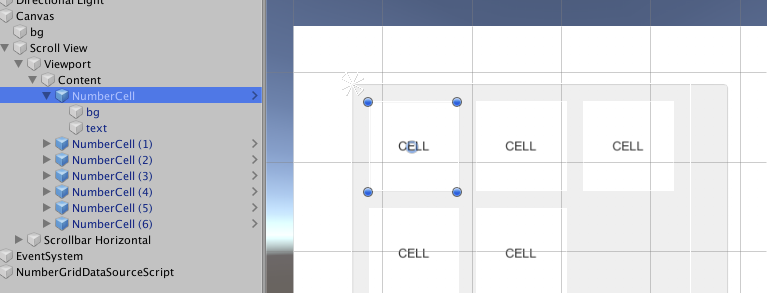 Directional Light
Canvas
bg
Scroll View
Viewport
Content
NumberCell
bg
text
NumberCell (1)
NumberCell (2)
NumberCell (3)
NumberCell (4)
NumberCell (5)
NumberCell (6)
Scrollbar Horizontal
EventSystem
NumberGridDataSourceScript
CELL
CELL
CELL
CELL
CELL